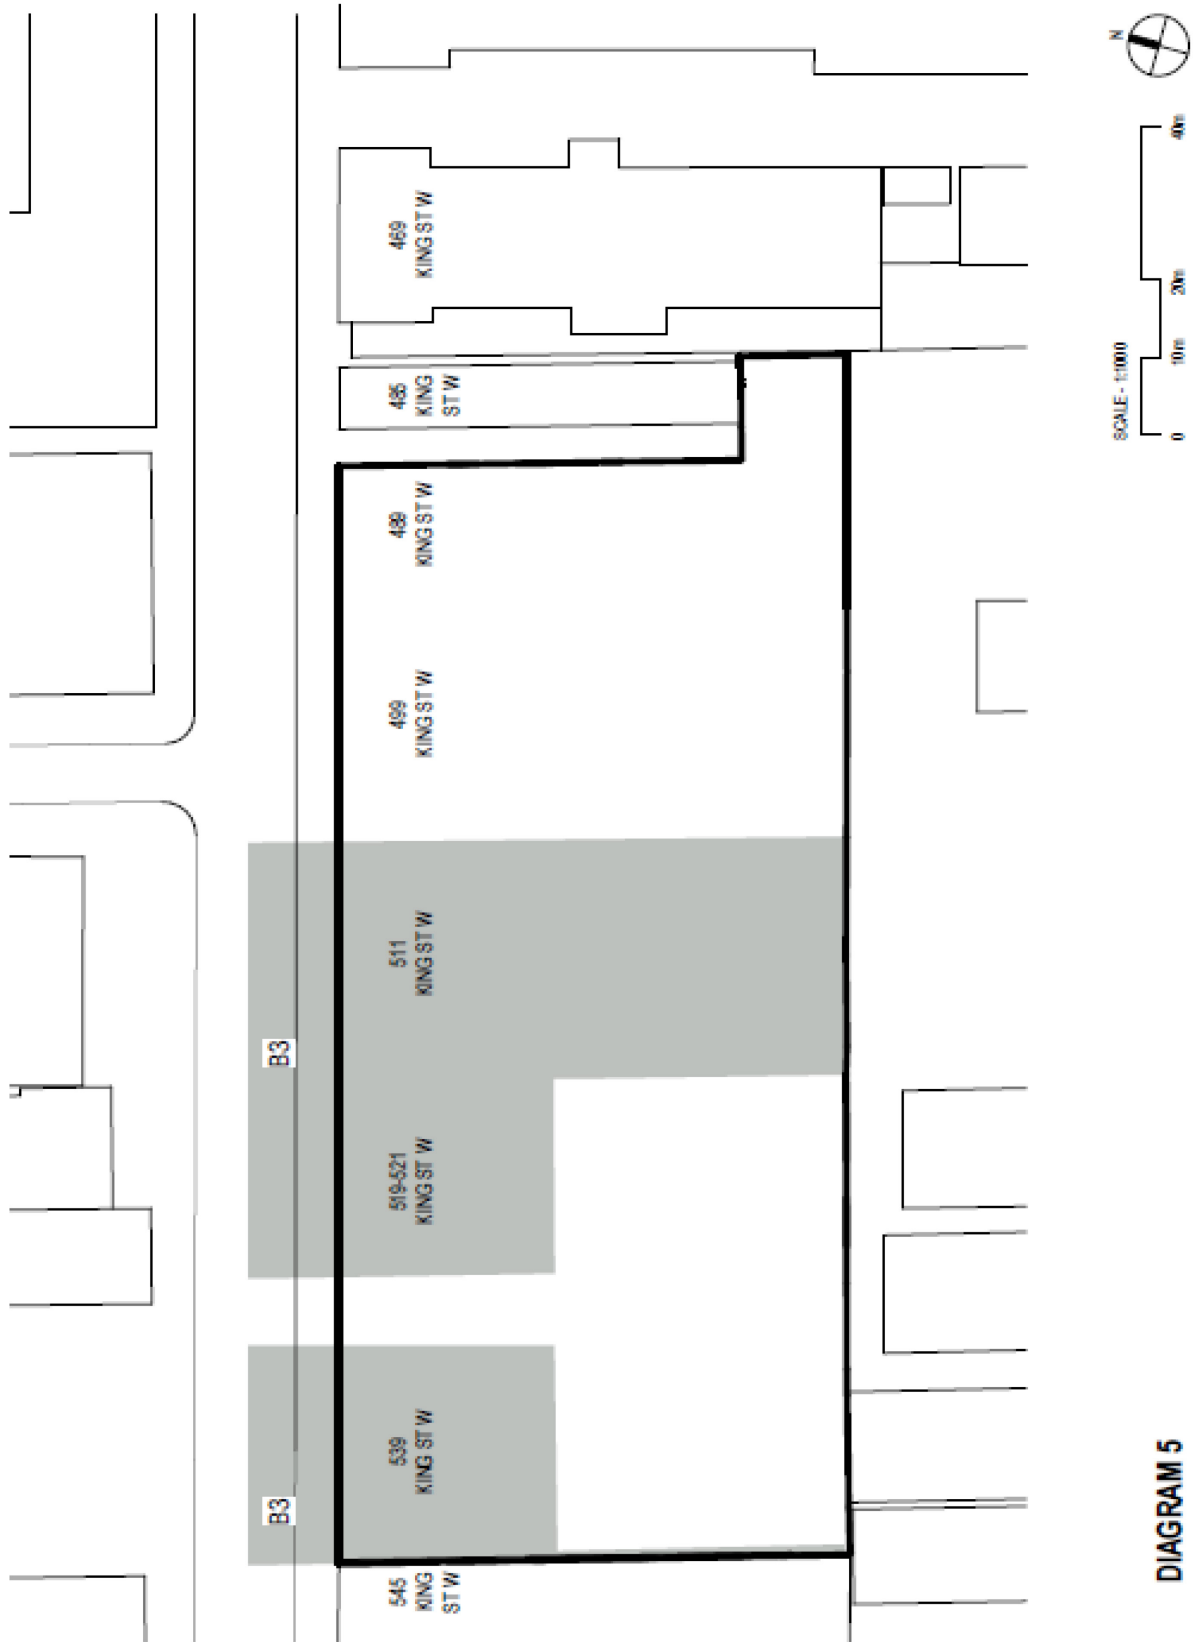 N
469
KING ST W
485
KING
ST W
489
KING ST W
499
KING ST W
511
KING ST W
B3
519-521
KING ST W
539
KING ST W
B3
545
KING
ST W
SCALE - 1:1000
0 10m 20m 40m
DIAGRAM 5